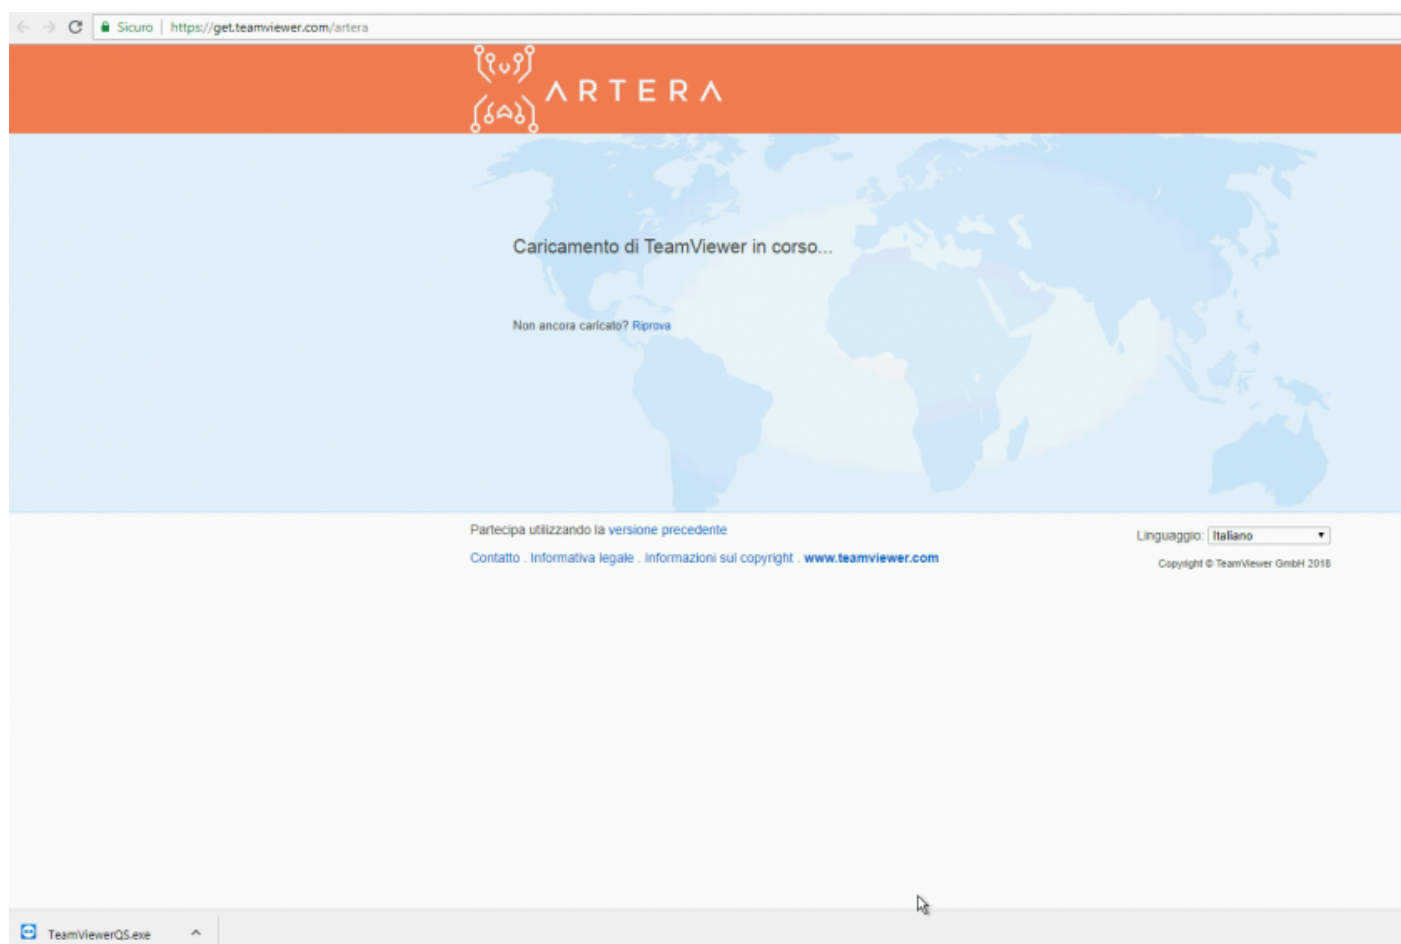 Sicuro | https://get.teamviewer.com/artera
ARTERA
Caricamento di TeamViewer in corso...
Non ancora caricato? Riprova
Partecipa utilizzando la versione precedente
Linguaggio: Italiano
Contatto . Informativa legale . Informazioni sul copyright . www.teamviewer.com
Copyright © TeamViewer GmbH 2018
TeamViewerQS.exe